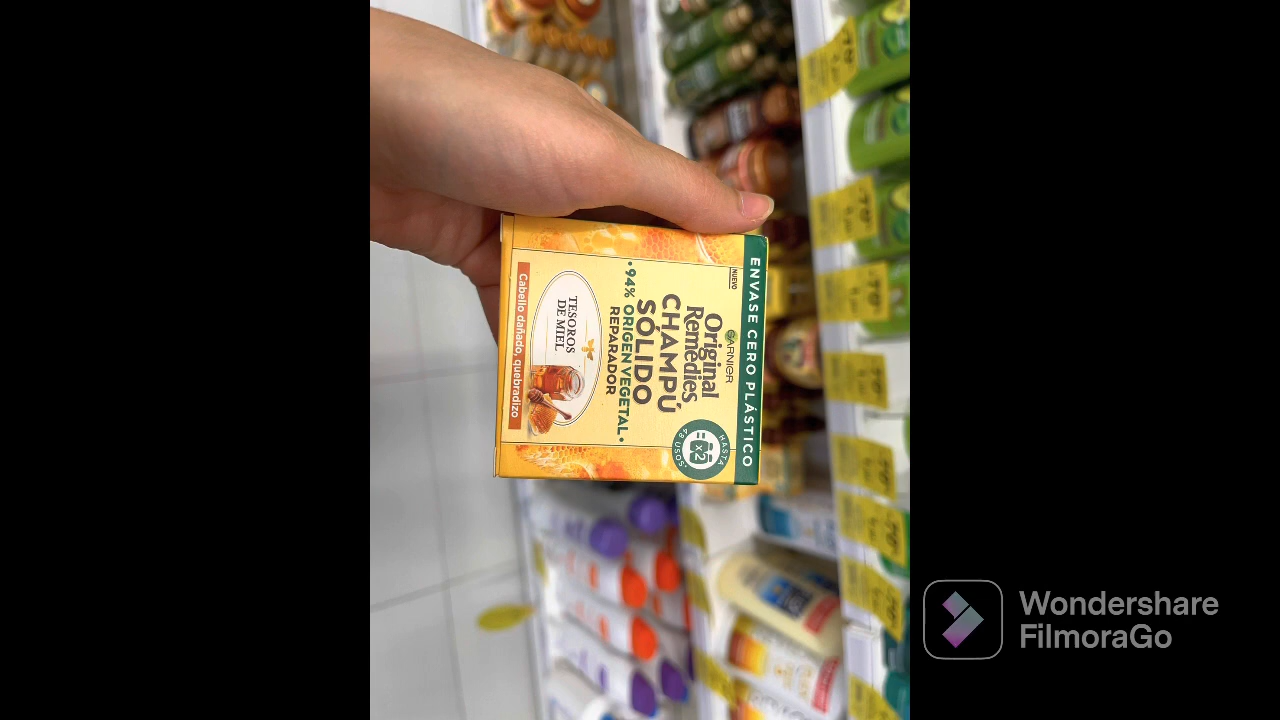 ENVASE CERO PLÁSTICO
NUEVO
GARNIER
Original
Remedies
CHAMPÚ
SÓLIDO
•94% ORIGEN VEGETAL•
REPARADOR
HASTA
x2
48 USOS*
TESOROS
DE MIEL
Cabello dañado, quebradizo
Wondershare
FilmoraGo